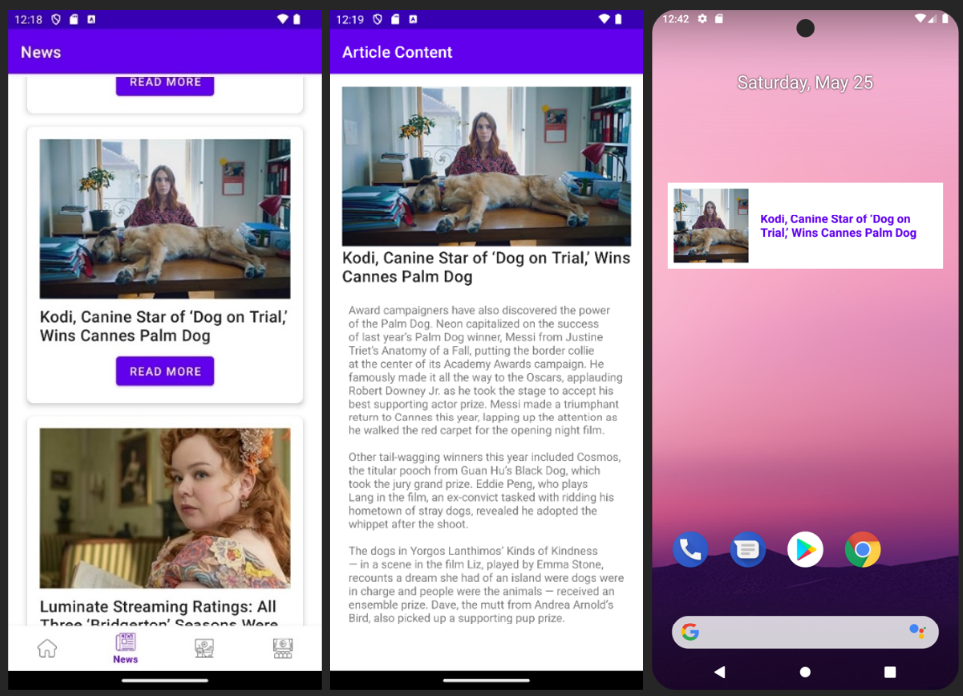 12:18
News
READ MORE
Kodi, Canine Star of ‘Dog on Trial,’
Wins Cannes Palm Dog
READ MORE
Luminate Streaming Ratings: All
Three ‘Bridgerton’ Seasons Were
News
12:19
Article Content
Kodi, Canine Star of ‘Dog on Trial,’ Wins
Cannes Palm Dog
Award campaigners have also discovered the power
of the Palm Dog. Neon capitalized on the success
of last year’s Palm Dog winner, Messi from Justine
Triet’s Anatomy of a Fall, putting the border collie
at the center of its Academy Awards campaign. He
famously made it all the way to the Oscars, applauding
Robert Downey Jr. as he took the stage to accept his
best supporting actor prize. Messi made a triumphant
return to Cannes this year, lapping up the attention as
he walked the red carpet for the opening night film.
Other tail-wagging winners this year included Cosmos,
the titular pooch from Guan Hu’s Black Dog, which
took the jury grand prize. Eddie Peng, who plays
Lang in the film, an ex-convict tasked with ridding his
hometown of stray dogs, revealed he adopted the
whippet after the shoot.
The dogs in Yorgos Lanthimos’ Kinds of Kindness
— in a scene in the film Liz, played by Emma Stone,
recounts a dream she had of an island were dogs were
in charge and people were the animals — received an
ensemble prize. Dave, the mutt from Andrea Arnold’s
Bird, also picked up a supporting pup prize.
12:42
Saturday, May 25
Kodi, Canine Star of ‘Dog on
Trial,’ Wins Cannes Palm Dog